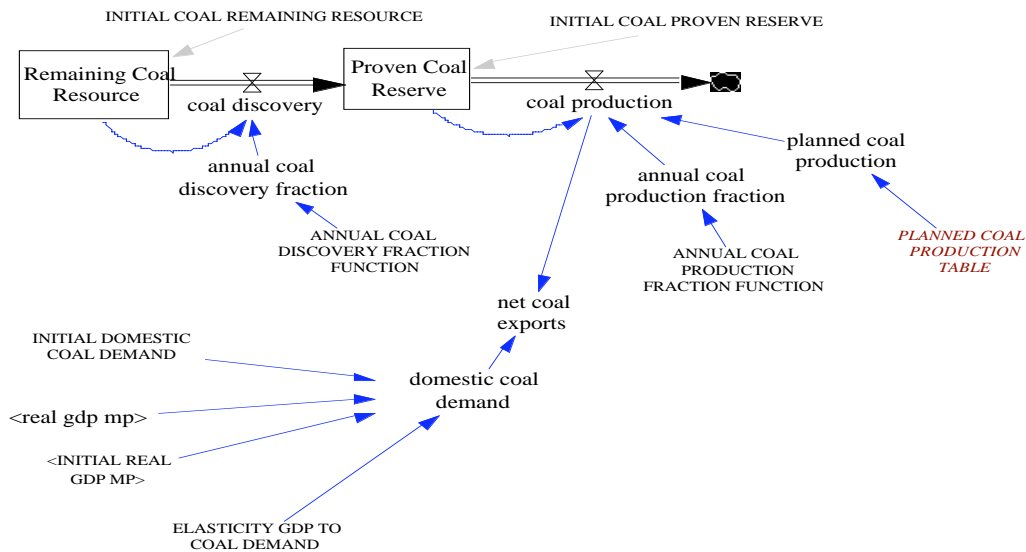 INITIAL COAL REMAINING RESOURCE
INITIAL COAL PROVEN RESERVE
Remaining Coal
Resource
Proven Coal
Reserve
coal discovery
coal production
annual coal
discovery fraction
annual coal
production fraction
planned coal
production
ANNUAL COAL
DISCOVERY FRACTION
FUNCTION
ANNUAL COAL
PRODUCTION
FRACTION FUNCTION
PLANNED COAL
PRODUCTION
TABLE
net coal
exports
INITIAL DOMESTIC
COAL DEMAND
domestic coal
demand
<real gdp mp>
<INITIAL REAL
GDP MP>
ELASTICITY GDP TO
COAL DEMAND